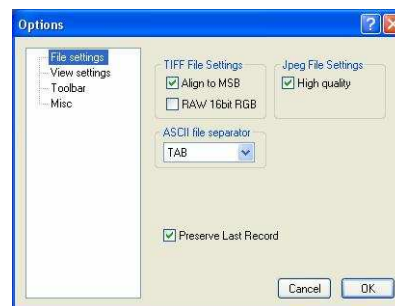 Options
File settings
View settings
Toolbar
Misc
TIFF File Settings
Align to MSB
RAW 16bit RGB
Jpeg File Settings
High quality
ASCII file separator
TAB
Preserve Last Record
Cancel
OK